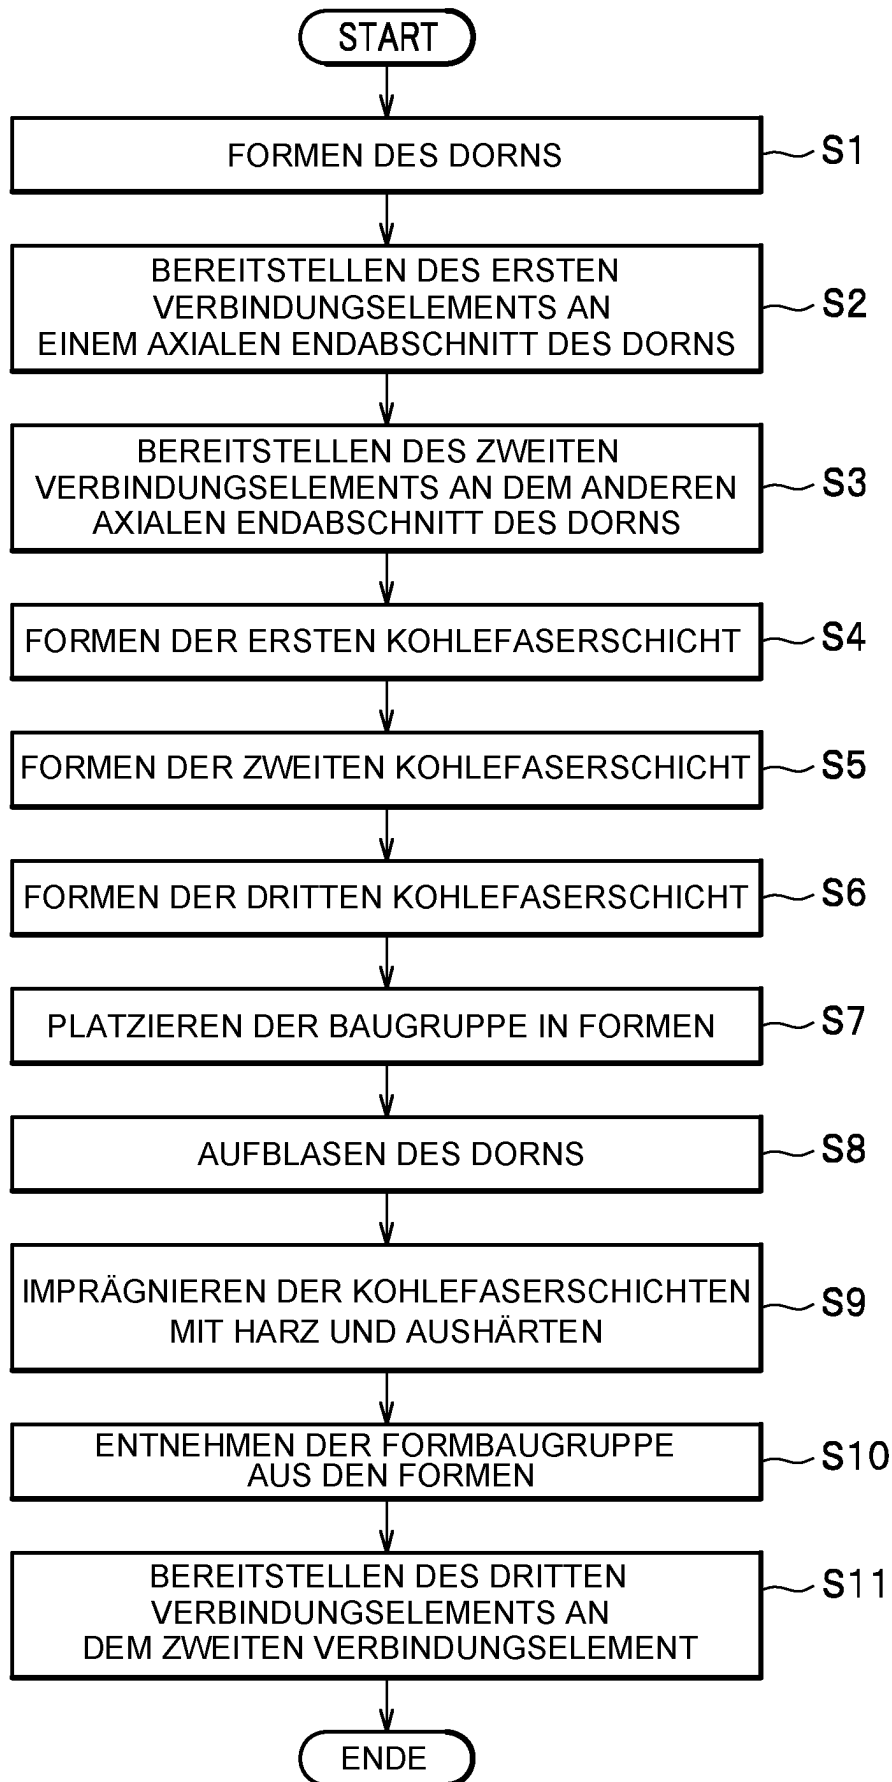 START
FORMEN DES DORNS
S1
BEREITSTELLEN DES ERSTEN
VERBINDUNGSELEMENTS AN
EINEM AXIALEN ENDABSCHNITT DES DORNS
S2
BEREITSTELLEN DES ZWEITEN
VERBINDUNGSELEMENTS AN DEM ANDEREN
AXIALEN ENDABSCHNITT DES DORNS
S3
FORMEN DER ERSTEN KOHLEFASERSCHICHT
S4
FORMEN DER ZWEITEN KOHLEFASERSCHICHT
S5
FORMEN DER DRITTEN KOHLEFASERSCHICHT
S6
PLATZIEREN DER BAUGRUPPE IN FORMEN
S7
AUFBLASEN DES DORNS
S8
IMPRÄGNIEREN DER KOHLEFASERSCHICHTEN
MIT HARZ UND AUSHÄRTEN
S9
ENTNEHMEN DER FORMBAUGRUPPE
AUS DEN FORMEN
S10
BEREITSTELLEN DES DRITTEN
VERBINDUNGSELEMENTS AN
DEM ZWEITEN VERBINDUNGSELEMENT
S11
ENDE